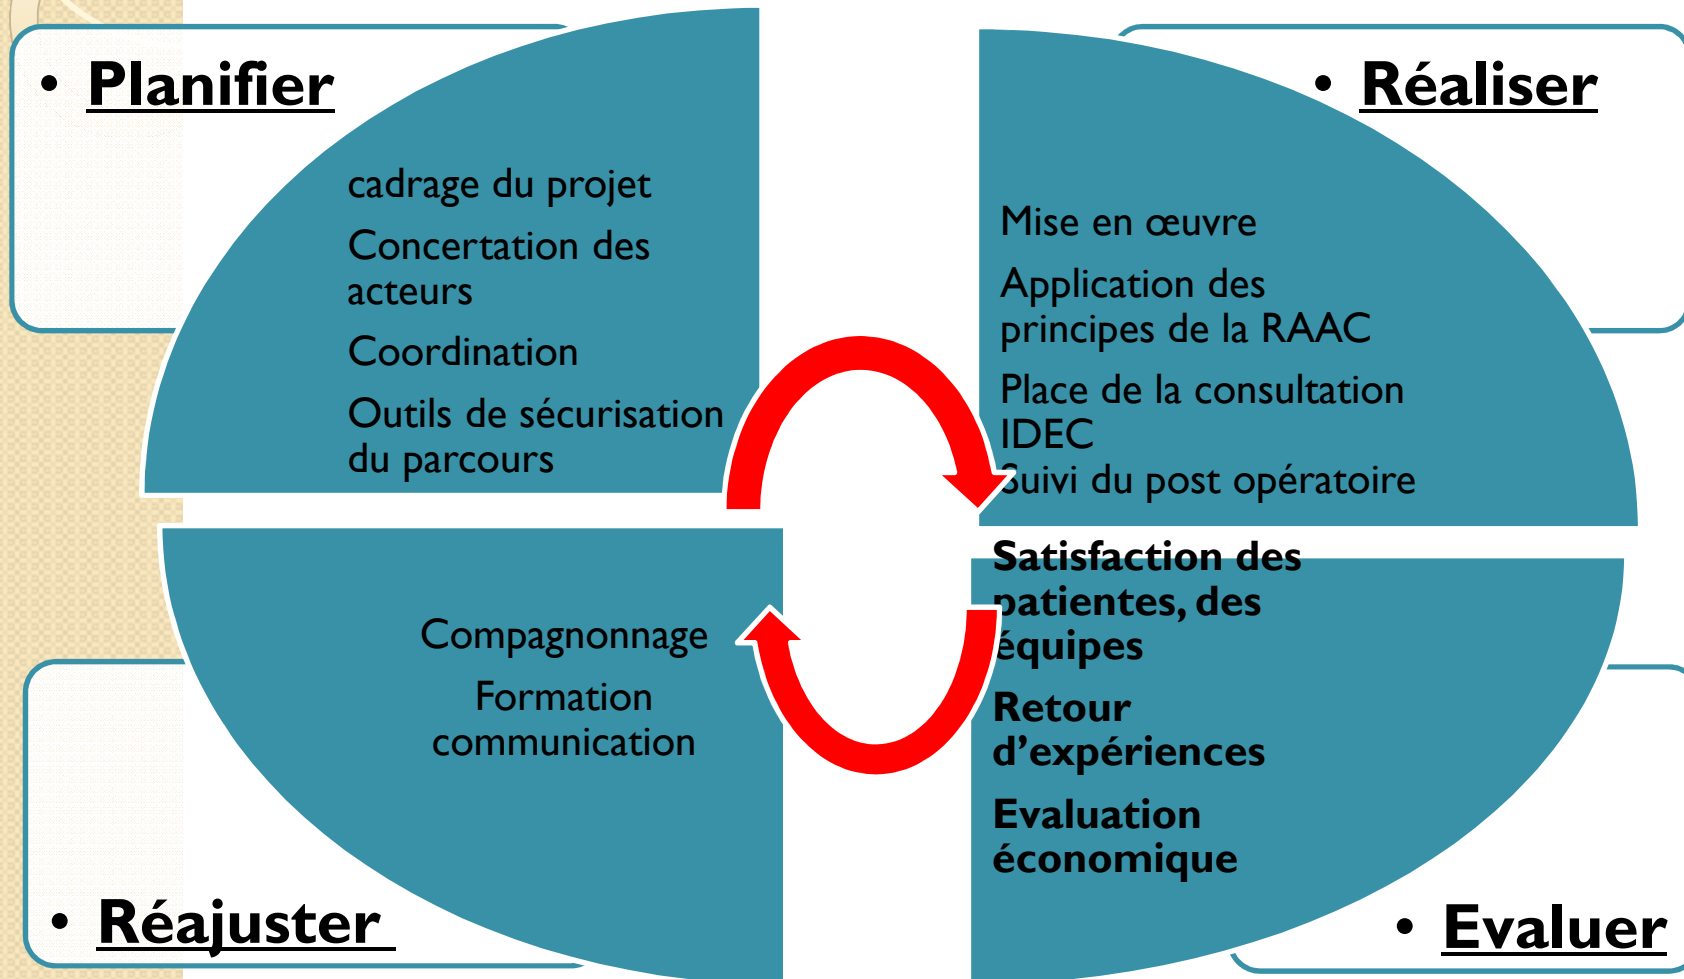 • Planifier
cadrage du projet
Concertation des
acteurs
Coordination
Outils de sécurisation
du parcours
• Réaliser
Mise en œuvre
Application des
principes de la RAAC
Place de la consultation
IDEC
Suivi du post opératoire
Satisfaction des
patientes, des
équipes
Retour
d’expériences
Evaluation
économique
• Evaluer
Compagnonnage
Formation
communication
• Réajuster